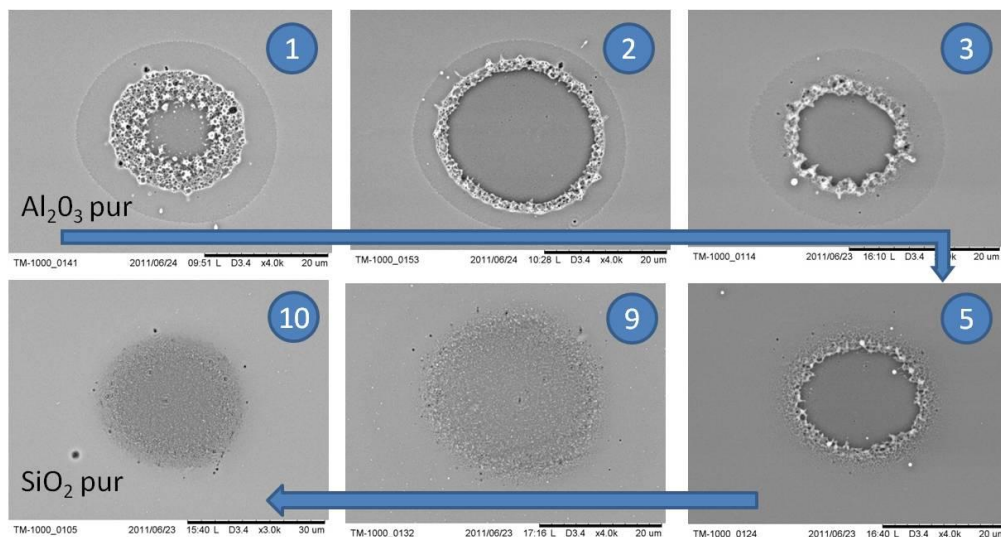 1
2
3
Al₂0₃ pur
TM-1000_0141 2011/06/24 09:51 L D3.4 x4.0k 20 um
TM-1000_0153 2011/06/24 10:28 L D3.4 x4.0k 20 um
TM-1000_0114 2011/06/23 16:10 L D3.4 x4.0k 20 um
10
9
5
SiO₂ pur
TM-1000_0105 2011/06/23 15:40 L D3.4 x3.0k 30 um
TM-1000_0132 2011/06/23 17:16 L D3.4 x4.0k 20 um
TM-1000_0124 2011/06/23 16:40 L D3.4 x4.0k 20 um